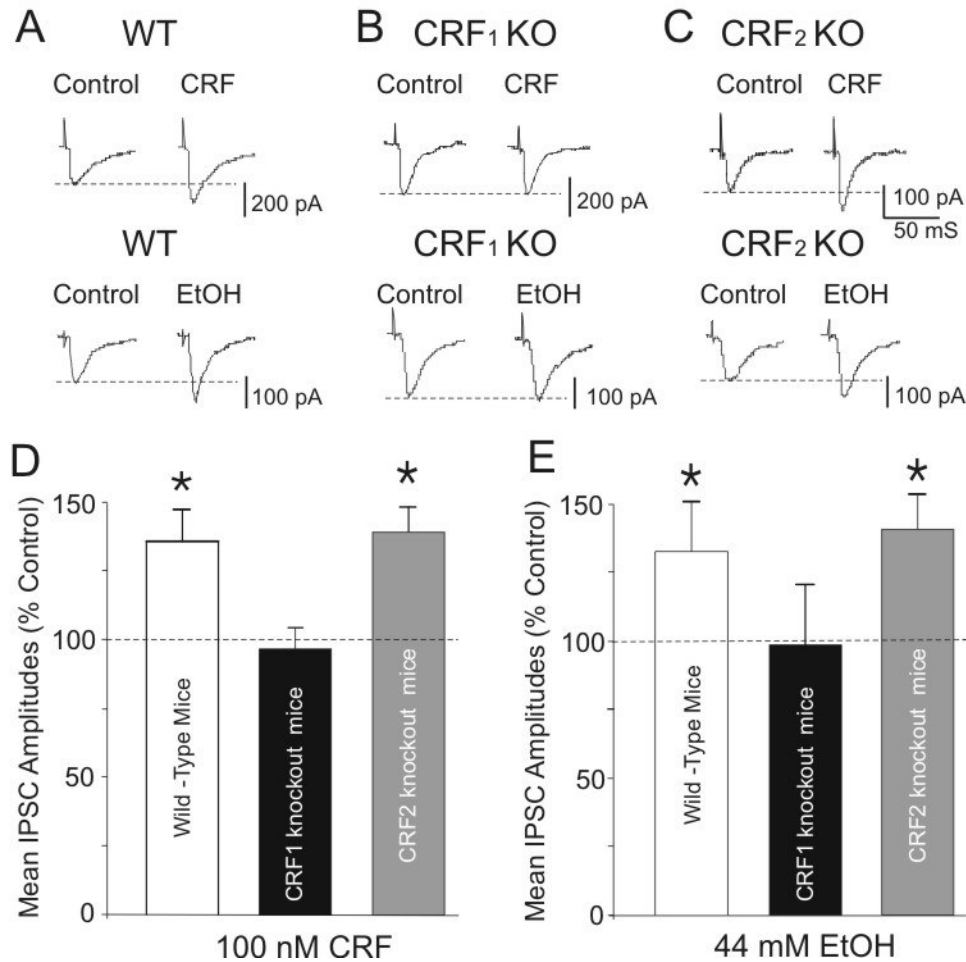 A WT
B CRF1 KO
C CRF2 KO
Control CRF
Control CRF
Control CRF
200 pA
200 pA
100 pA
50 mS
WT
CRF1 KO
CRF2 KO
Control EtOH
Control EtOH
Control EtOH
100 pA
100 pA
100 pA
D
Mean IPSC Amplitudes (% Control)
150
100
50
0
*
*
Wild -Type Mice
CRF1 knockout mice
CRF2 knockout mice
100 nM CRF
E
Mean IPSC Amplitudes (% Control)
150
100
50
0
*
*
Wild -Type Mice
CRF1 knockout mice
CRF2 knockout mice
44 mM EtOH